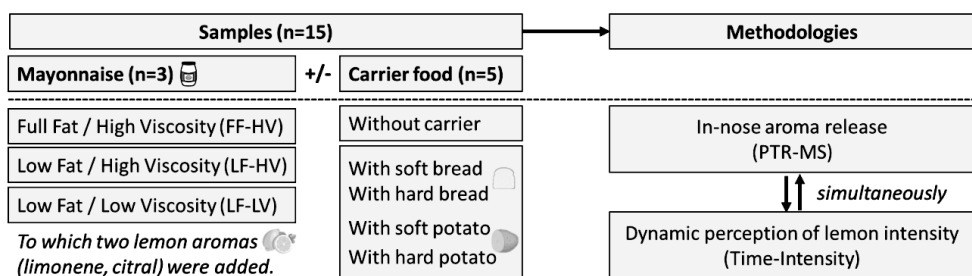 Samples (n=15)
Methodologies
Mayonnaise (n=3)
+/-
Carrier food (n=5)
Full Fat / High Viscosity (FF-HV)
Low Fat / High Viscosity (LF-HV)
Low Fat / Low Viscosity (LF-LV)
To which two lemon aromas
(limonene, citral) were added.
Without carrier
With soft bread
With hard bread
With soft potato
With hard potato
In-nose aroma release
(PTR-MS)
simultaneously
Dynamic perception of lemon intensity
(Time-Intensity)